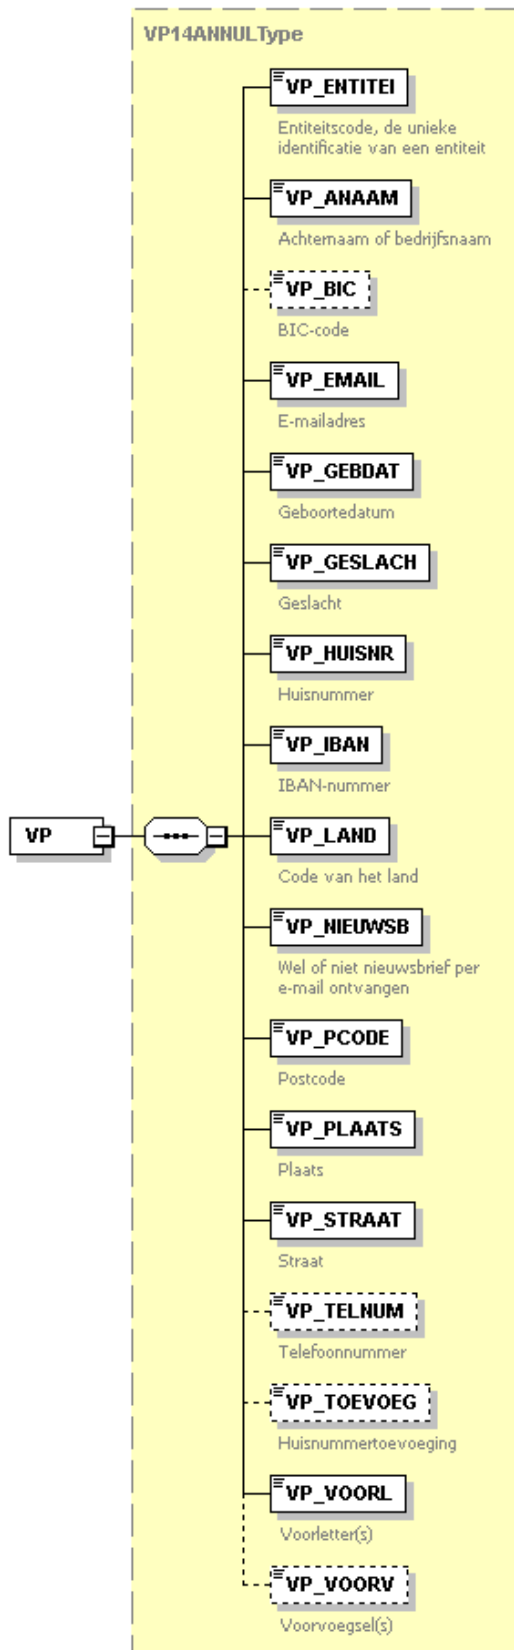 VP14ANNULType
VP_ENTITEI
Entiteitscode, de unieke
identificatie van een entiteit
VP_ANAAM
Achternaam of bedrijfsnaam
VP_BIC
BIC-code
VP_EMAIL
E-mailadres
VP_GEBDAT
Geboortedatum
VP_GESLACH
Geslacht
VP_HUISNR
Huisnummer
VP_IBAN
IBAN-nummer
VP
VP_LAND
Code van het land
VP_NIEUWSB
Wel of niet nieuwsbrief per
e-mail ontvangen
VP_PCODE
Postcode
VP_PLAATS
Plaats
VP_STRAAT
Straat
VP_TELNUM
Telefoonnummer
VP_TOEVOEG
Huisnummertoevoeging
VP_VOORL
Voorletter(s)
VP_VOORV
Voorvoegsel(s)